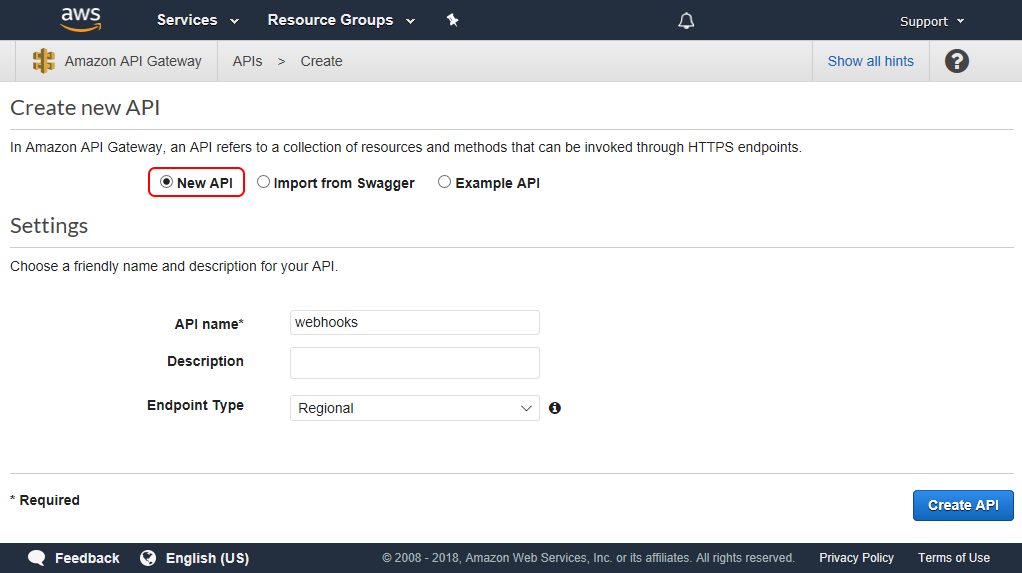 aws Services Resource Groups Support
Amazon API Gateway APIs > Create Show all hints ?
Create new API
In Amazon API Gateway, an API refers to a collection of resources and methods that can be invoked through HTTPS endpoints.
New API Import from Swagger Example API
Settings
Choose a friendly name and description for your API.
API name* webhooks
Description
Endpoint Type Regional
* Required Create API
Feedback English (US) © 2008 - 2018, Amazon Web Services, Inc. or its affiliates. All rights reserved. Privacy Policy Terms of Use